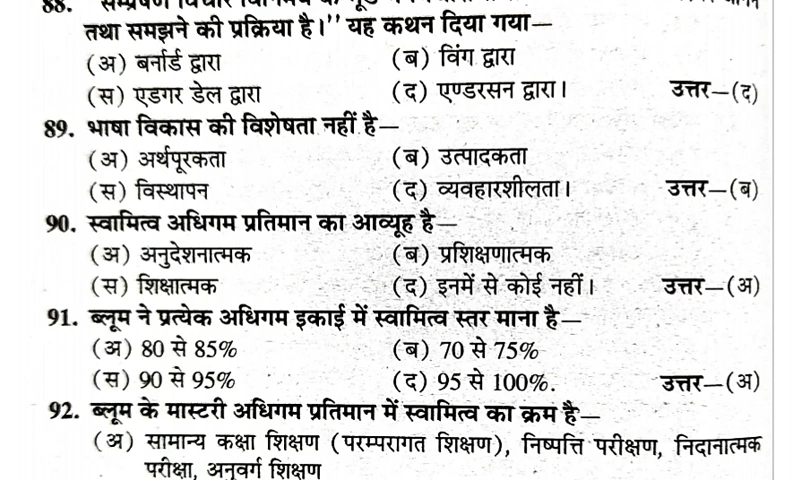 88.
तथा समझने की प्रक्रिया है।'' यह कथन दिया गया—
(अ) बर्नार्ड द्वारा (ब) विंग द्वारा
(स) एडगर डेल द्वारा (द) एण्डरसन द्वारा। उत्तर—(द)
89. भाषा विकास की विशेषता नहीं है—
(अ) अर्थपूरकता (ब) उत्पादकता
(स) विस्थापन (द) व्यवहारशीलता। उत्तर—(ब)
90. स्वामित्व अधिगम प्रतिमान का आव्यूह है—
(अ) अनुदेशनात्मक (ब) प्रशिक्षणात्मक
(स) शिक्षात्मक (द) इनमें से कोई नहीं। उत्तर—(अ)
91. ब्लूम ने प्रत्येक अधिगम इकाई में स्वामित्व स्तर माना है—
(अ) 80 से 85% (ब) 70 से 75%
(स) 90 से 95% (द) 95 से 100%. उत्तर—(अ)
92. ब्लूम के मास्टरी अधिगम प्रतिमान में स्वामित्व का क्रम है—
(अ) सामान्य कक्षा शिक्षण (परम्परागत शिक्षण), निष्पत्ति परीक्षण, निदानात्मक
परीक्षा, अनुवर्ग शिक्षण